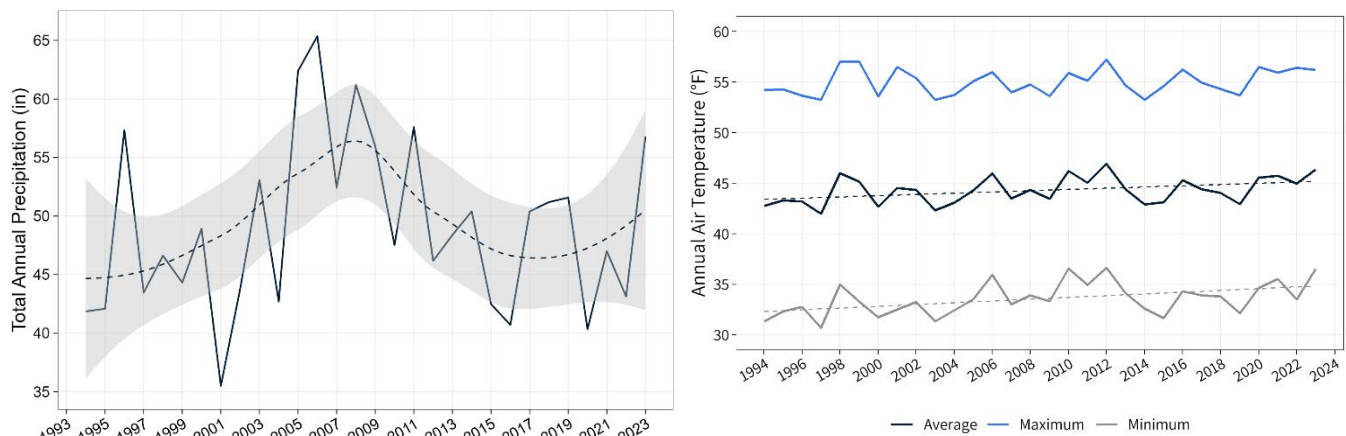 Total Annual Precipitation (in)
65
60
55
50
45
40
35
1993 1995 1997 1999 2001 2003 2005 2007 2009 2011 2013 2015 2017 2019 2021 2023
Annual Air Temperature (°F)
60
55
50
45
40
35
30
1994 1996 1998 2000 2002 2004 2006 2008 2010 2012 2014 2016 2018 2020 2022 2024
Average Maximum Minimum